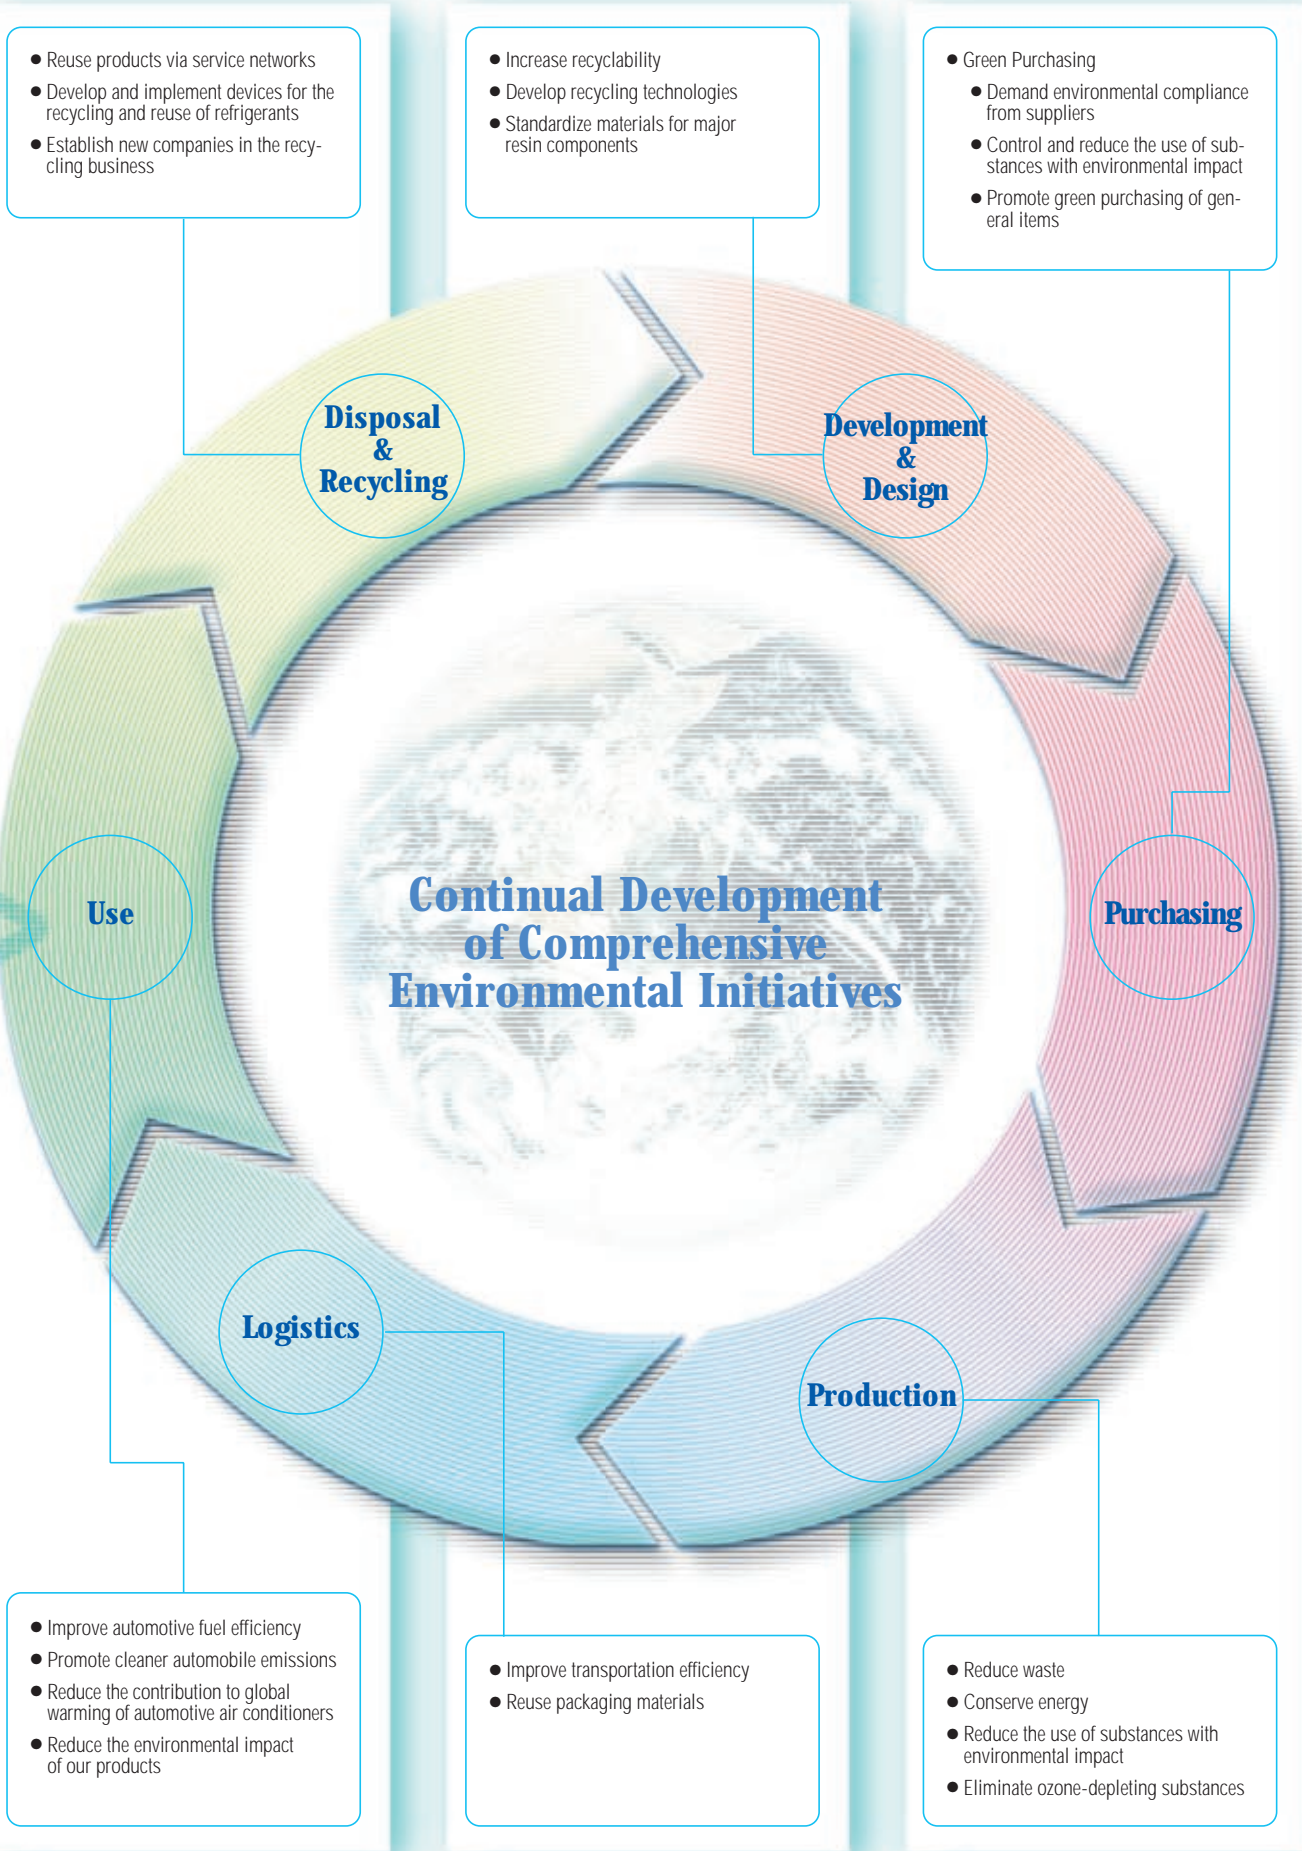 ● Reuse products via service networks
● Develop and implement devices for the
recycling and reuse of refrigerants
● Establish new companies in the recy-
cling business
● Increase recyclability
● Develop recycling technologies
● Standardize materials for major
resin components
● Green Purchasing
● Demand environmental compliance
from suppliers
● Control and reduce the use of sub-
stances with environmental impact
● Promote green purchasing of gen-
eral items
Disposal
&
Recycling
Development
&
Design
Use
Continual Development
of Comprehensive
Environmental Initiatives
Purchasing
Logistics
Production
● Improve automotive fuel efficiency
● Promote cleaner automobile emissions
● Reduce the contribution to global
warming of automotive air conditioners
● Reduce the environmental impact
of our products
● Improve transportation efficiency
● Reuse packaging materials
● Reduce waste
● Conserve energy
● Reduce the use of substances with
environmental impact
● Eliminate ozone-depleting substances